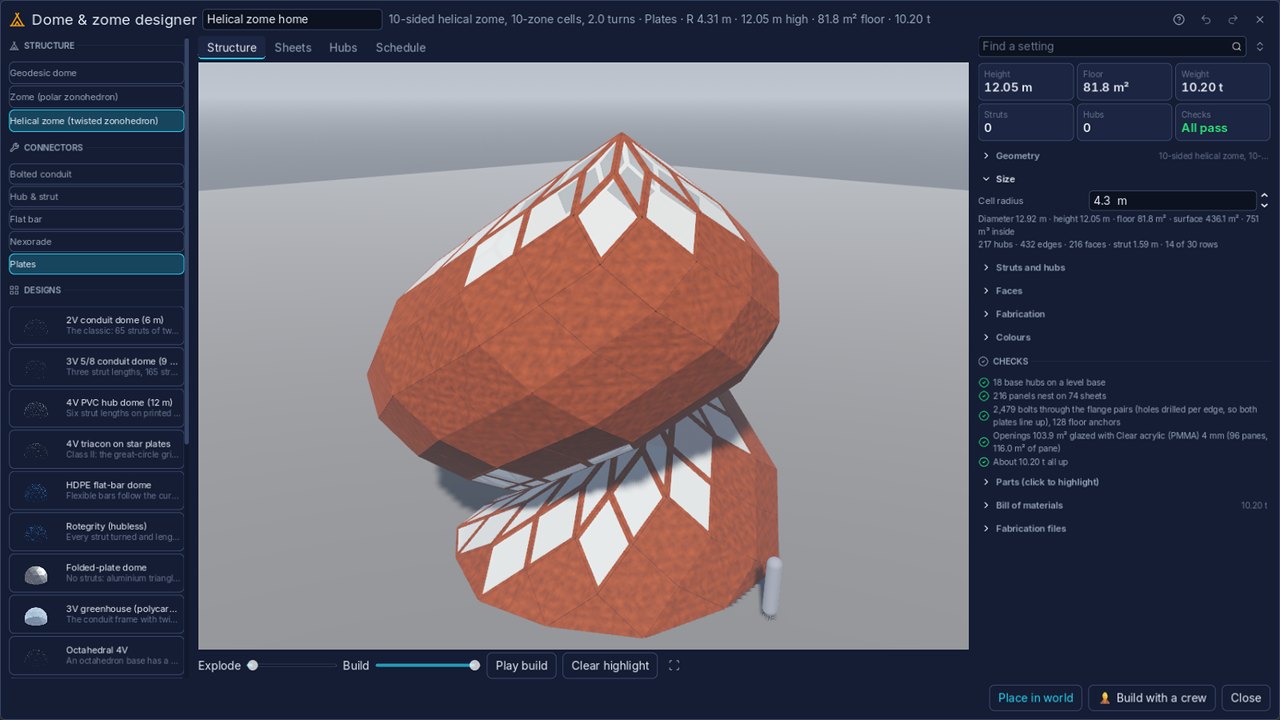 Dome & zome designer
Helical zome home
10-sided helical zome, 10-zone cells, 2.0 turns · Plates · R 4.31 m · 12.05 m high · 81.8 m² floor · 10.20 t
STRUCTURE
Geodesic dome
Zome (polar zonohedron)
Helical zome (twisted zonohedron)
CONNECTORS
Bolted conduit
Hub & strut
Flat bar
Nexorade
Plates
DESIGNS
2V conduit dome (6 m)
The classic: 65 struts of tw...
3V 5/8 conduit dome (9 ...
Three strut lengths, 165 str...
4V PVC hub dome (12 m)
Six strut lengths on printed ...
4V triacon on star plates
Class II: the great-circle gri...
HDPE flat-bar dome
Flexible bars follow the cur...
Rotegrity (hubless)
Every strut turned and leng...
Folded-plate dome
No struts: aluminium triangl...
3V greenhouse (polycar...
The conduit frame with twi...
Octahedral 4V
An octahedron base has a ...
Structure
Sheets
Hubs
Schedule
Explode
Build
Play build
Clear highlight
Find a setting
Height
12.05 m
Floor
81.8 m²
Weight
10.20 t
Struts
0
Hubs
0
Checks
All pass
Geometry
10-sided helical zome, 10-...
Size
Cell radius
4.3 m
Diameter 12.92 m · height 12.05 m · floor 81.8 m² · surface 436.1 m² · 751
m³ inside
217 hubs · 432 edges · 216 faces · strut 1.59 m · 14 of 30 rows
Struts and hubs
Faces
Fabrication
Colours
CHECKS
18 base hubs on a level base
216 panels nest on 74 sheets
2,479 bolts through the flange pairs (holes drilled per edge, so both
plates line up), 128 floor anchors
Openings 103.9 m² glazed with Clear acrylic (PMMA) 4 mm (96 panes,
116.0 m² of pane)
About 10.20 t all up
Parts (click to highlight)
Bill of materials
10.20 t
Fabrication files
Place in world
Build with a crew
Close